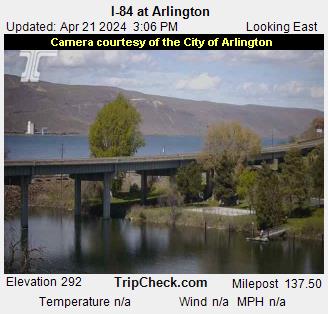 I-84 at Arlington
Updated: Apr 21 2024 3:06 PM Looking East
Camera courtesy of the City of Arlington
Elevation 292 TripCheck.com Milepost 137.50
Temperature n/a Wind n/a MPH n/a